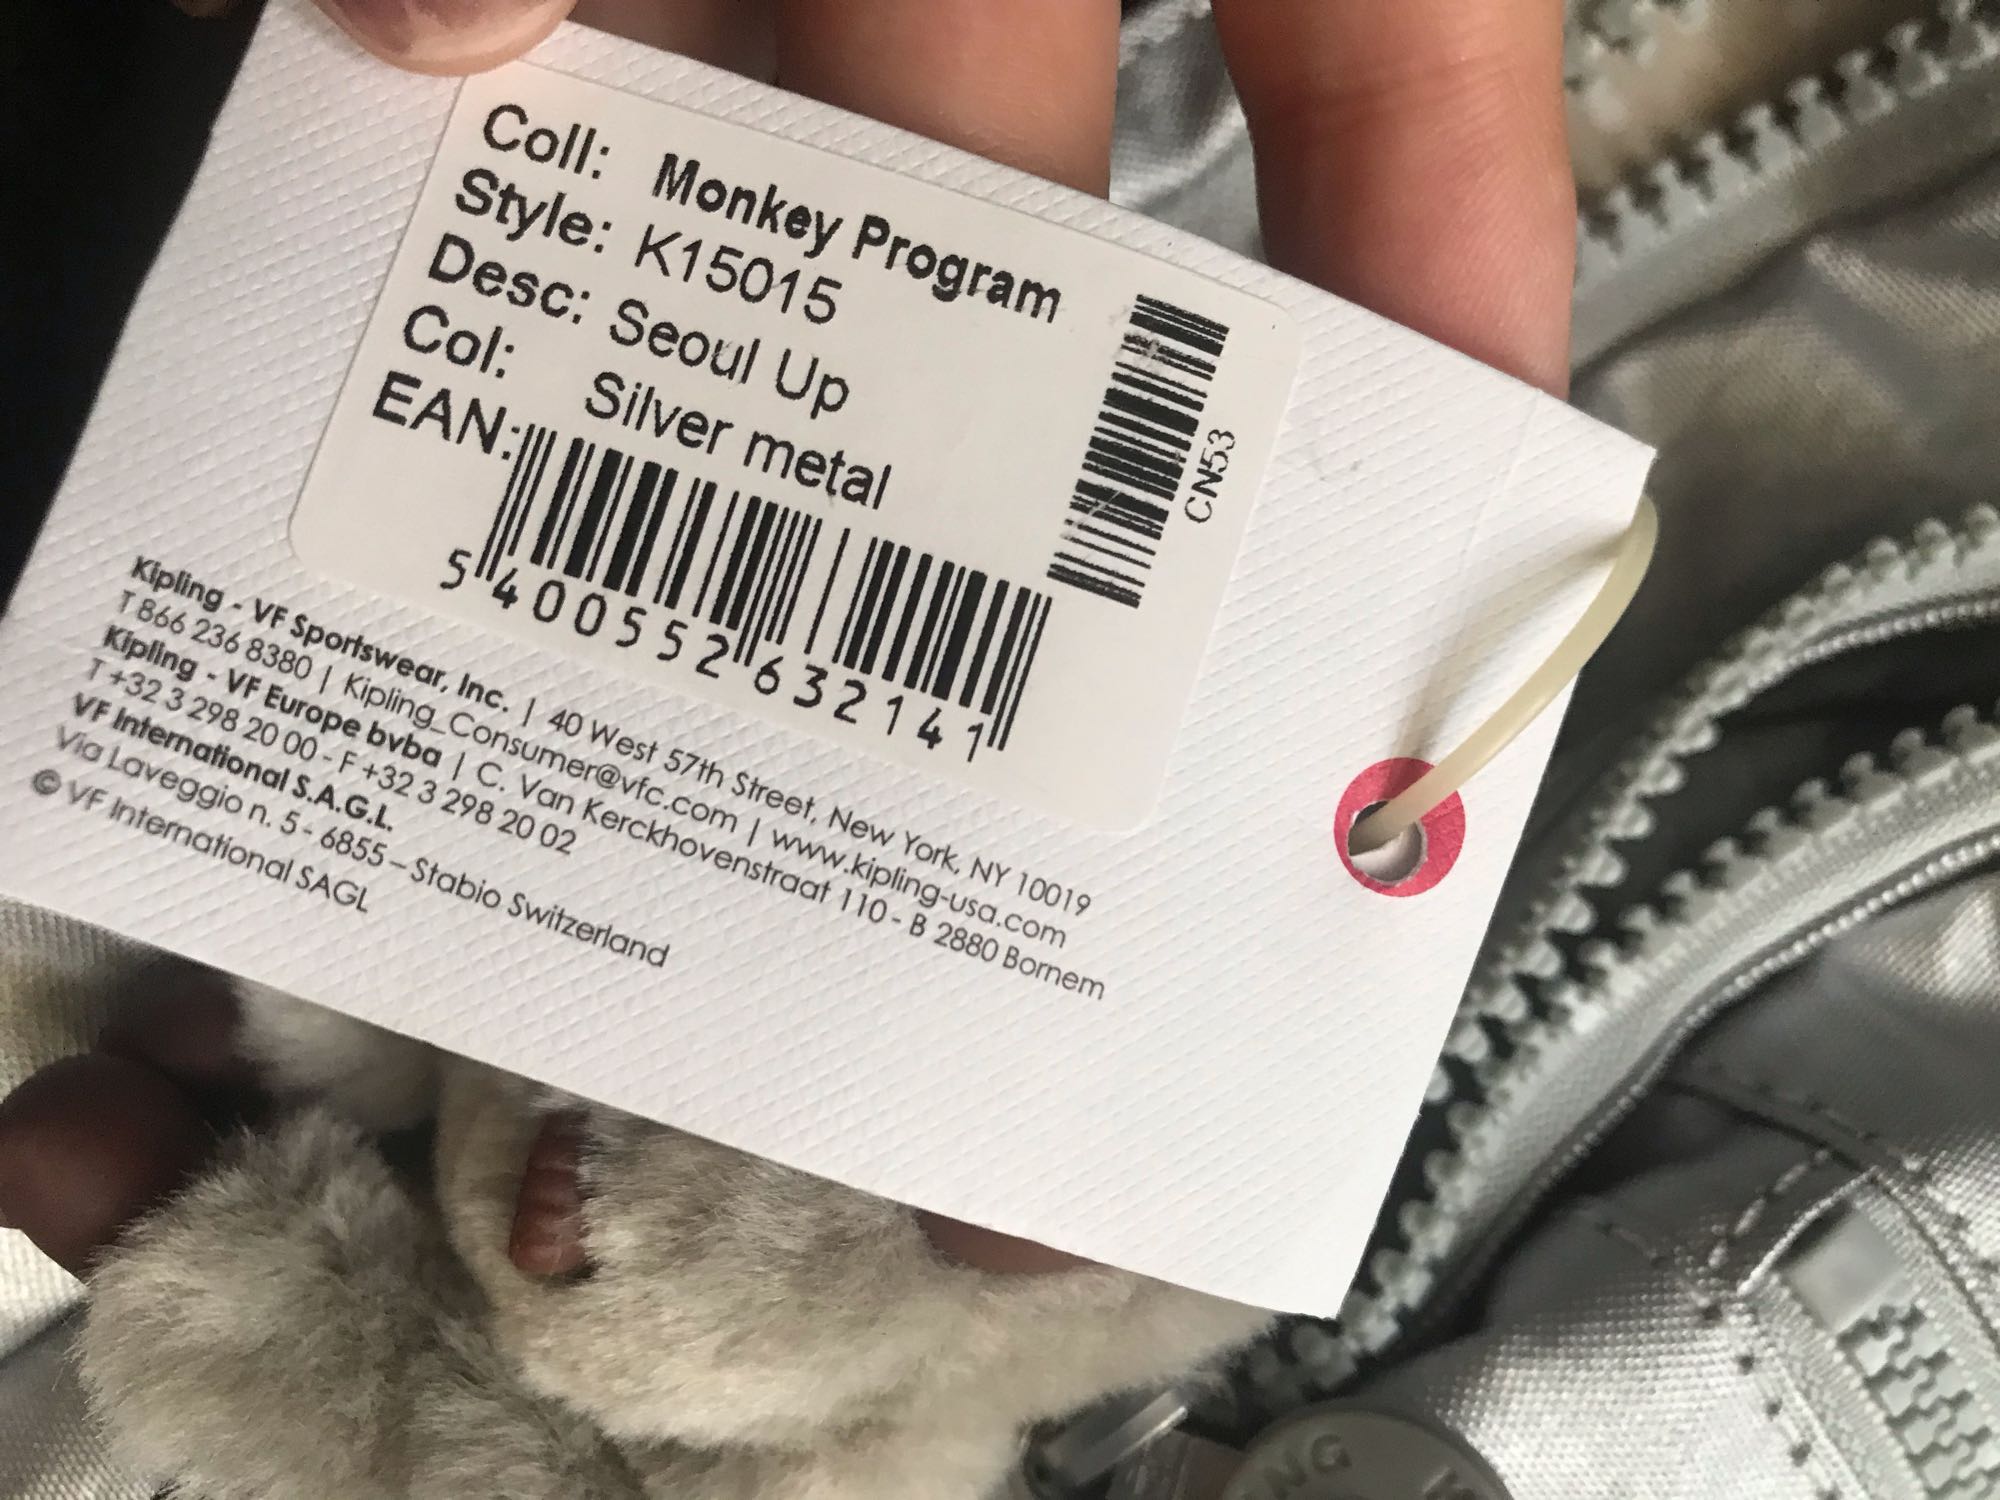 Coll: Monkey Program
Style: K15015
Desc: Seoul Up
Col: Silver metal
EAN:
5 400552 632141
CN53
Kipling - VF Sportswear, Inc. | 40 West 57th Street, New York, NY 10019
T 866 236 8380 | Kipling_Consumer@vfc.com | www.kipling-usa.com
Kipling - VF Europe bvba | C. Van Kerckhovenstraat 110 - B 2880 Bornem
T +32 3 298 20 00 - F +32 3 298 20 02
VF International S.A.G.L.
Via Laveggio n. 5 - 6855 – Stabio Switzerland
© VF International SAGL